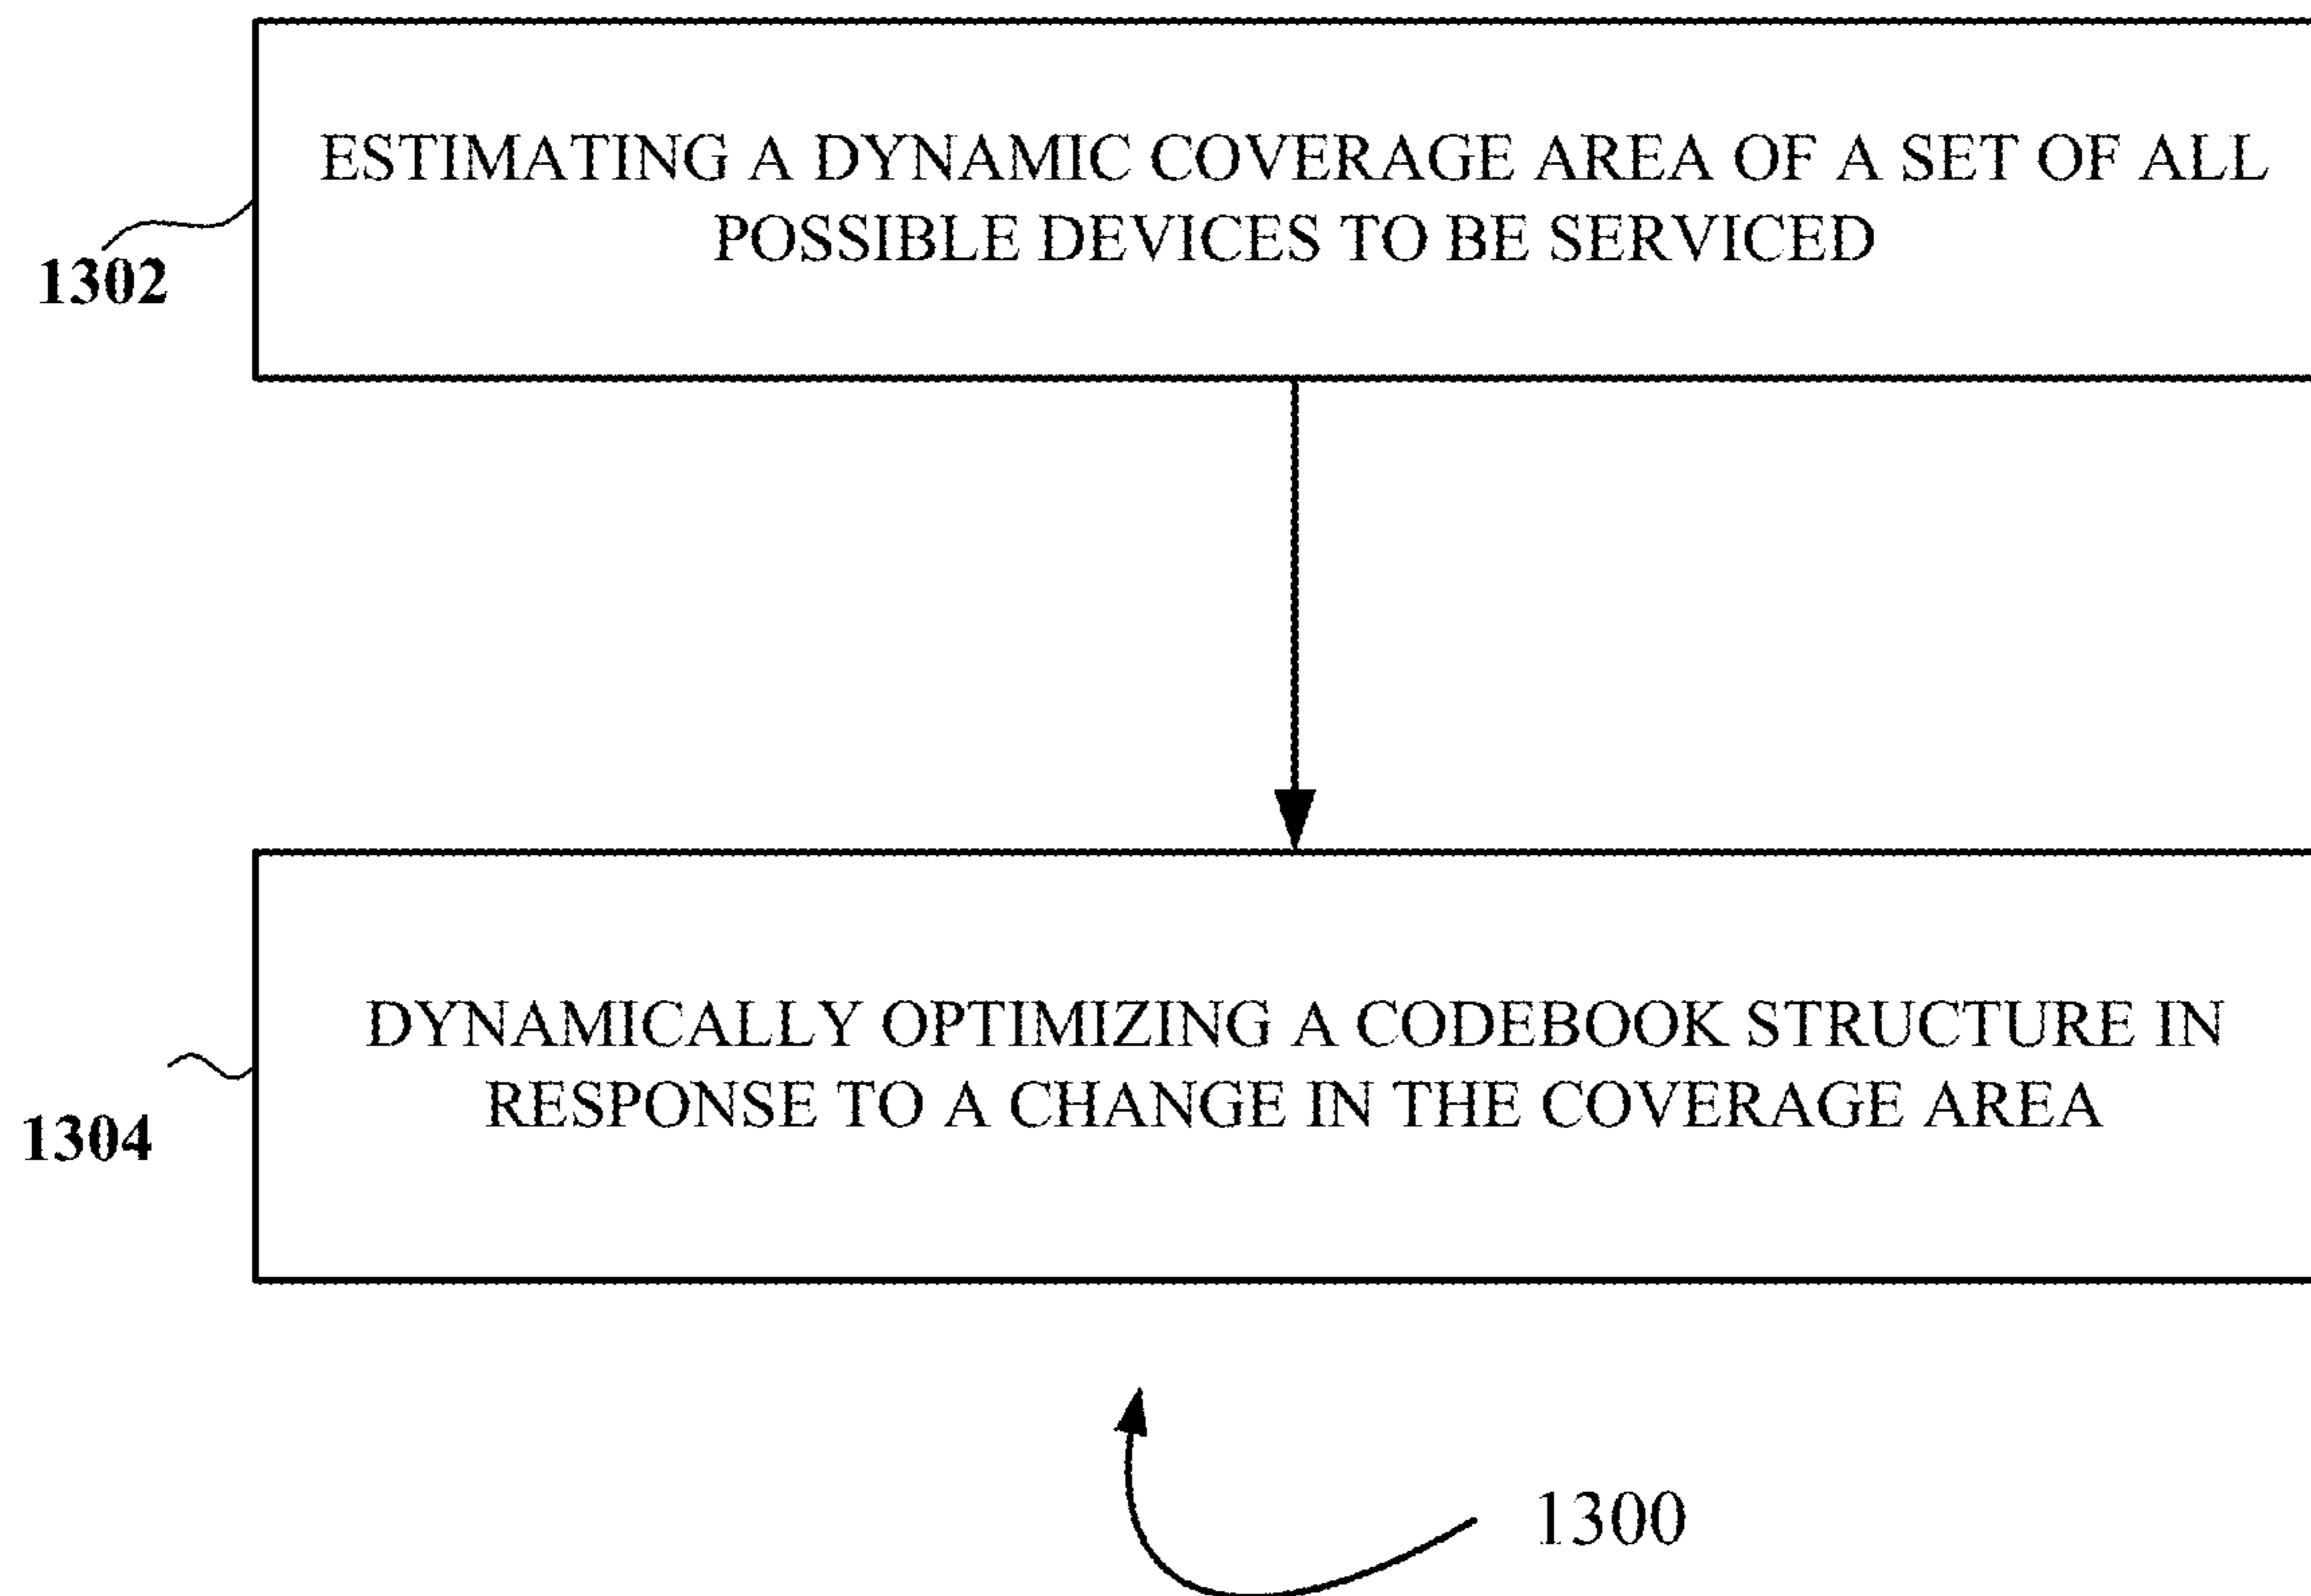 ESTIMATING A DYNAMIC COVERAGE AREA OF A SET OF ALL
POSSIBLE DEVICES TO BE SERVICED
1302
DYNAMICALLY OPTIMIZING A CODEBOOK STRUCTURE IN
RESPONSE TO A CHANGE IN THE COVERAGE AREA
1304
1300